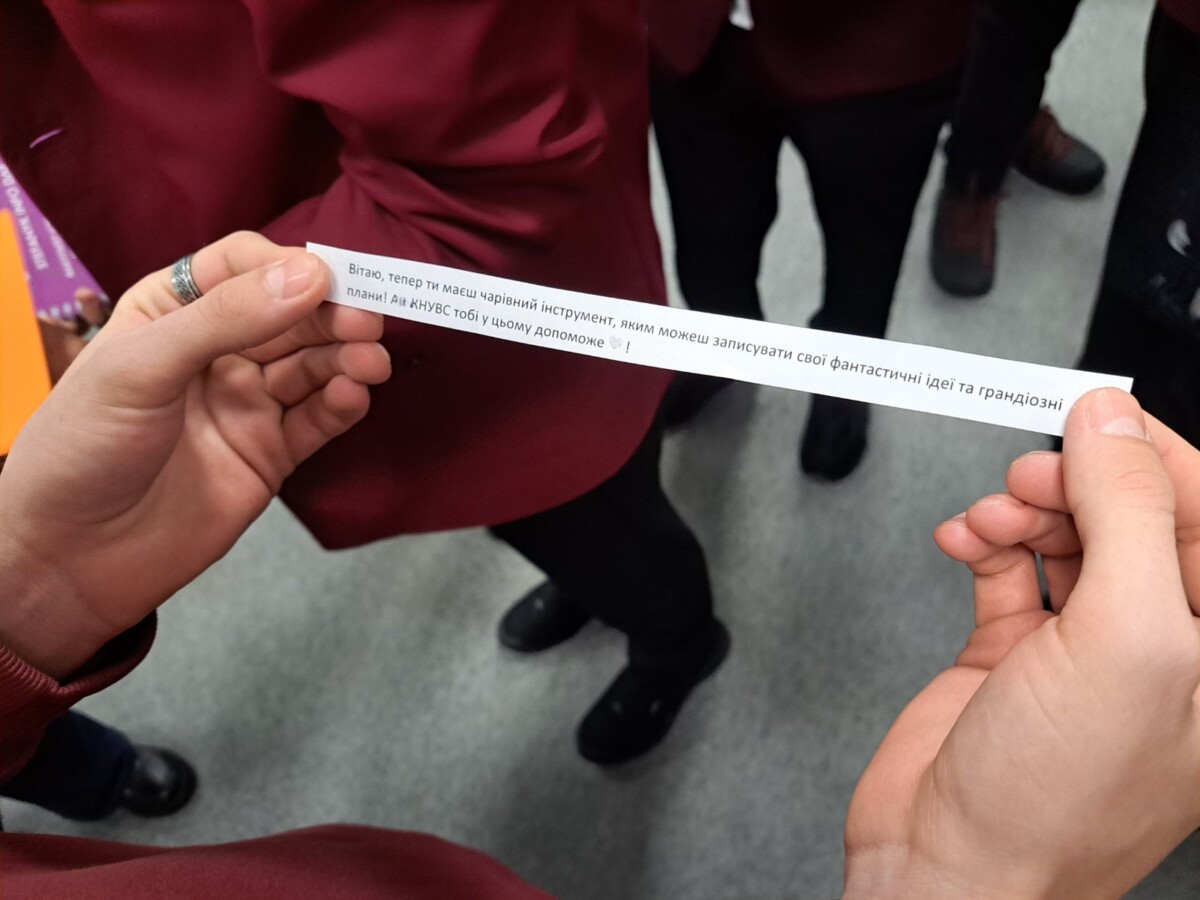 Вітаю, тепер ти маєш чарівний інструмент, яким можеш записувати свої фантастичні ідеї та грандіозні
плани! КНУВС тобі у цьому допоможе 🤍!